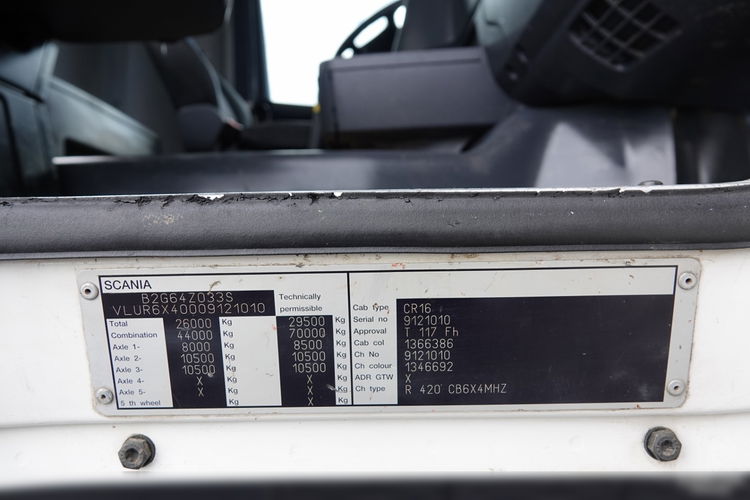 SCANIA
B2G64Z033S
VLUR6X40009121010
Technically permissible
Total 26000 Kg 29500 Kg
Combination 44000 Kg 70000 Kg
Axle 1- 8000 Kg 8500 Kg
Axle 2- 10500 Kg 10500 Kg
Axle 3- 10500 Kg 10500 Kg
Axle 4- X Kg X Kg
Axle 5- X Kg X Kg
5 th wheel X Kg X Kg
Cab Type CR16
Serial no 9121010
Approval T 117 Fh
Cab col 1366386
Ch No 9121010
Ch colour 1346692
ADR GTW X
Ch type R 420 CB6X4MHZ